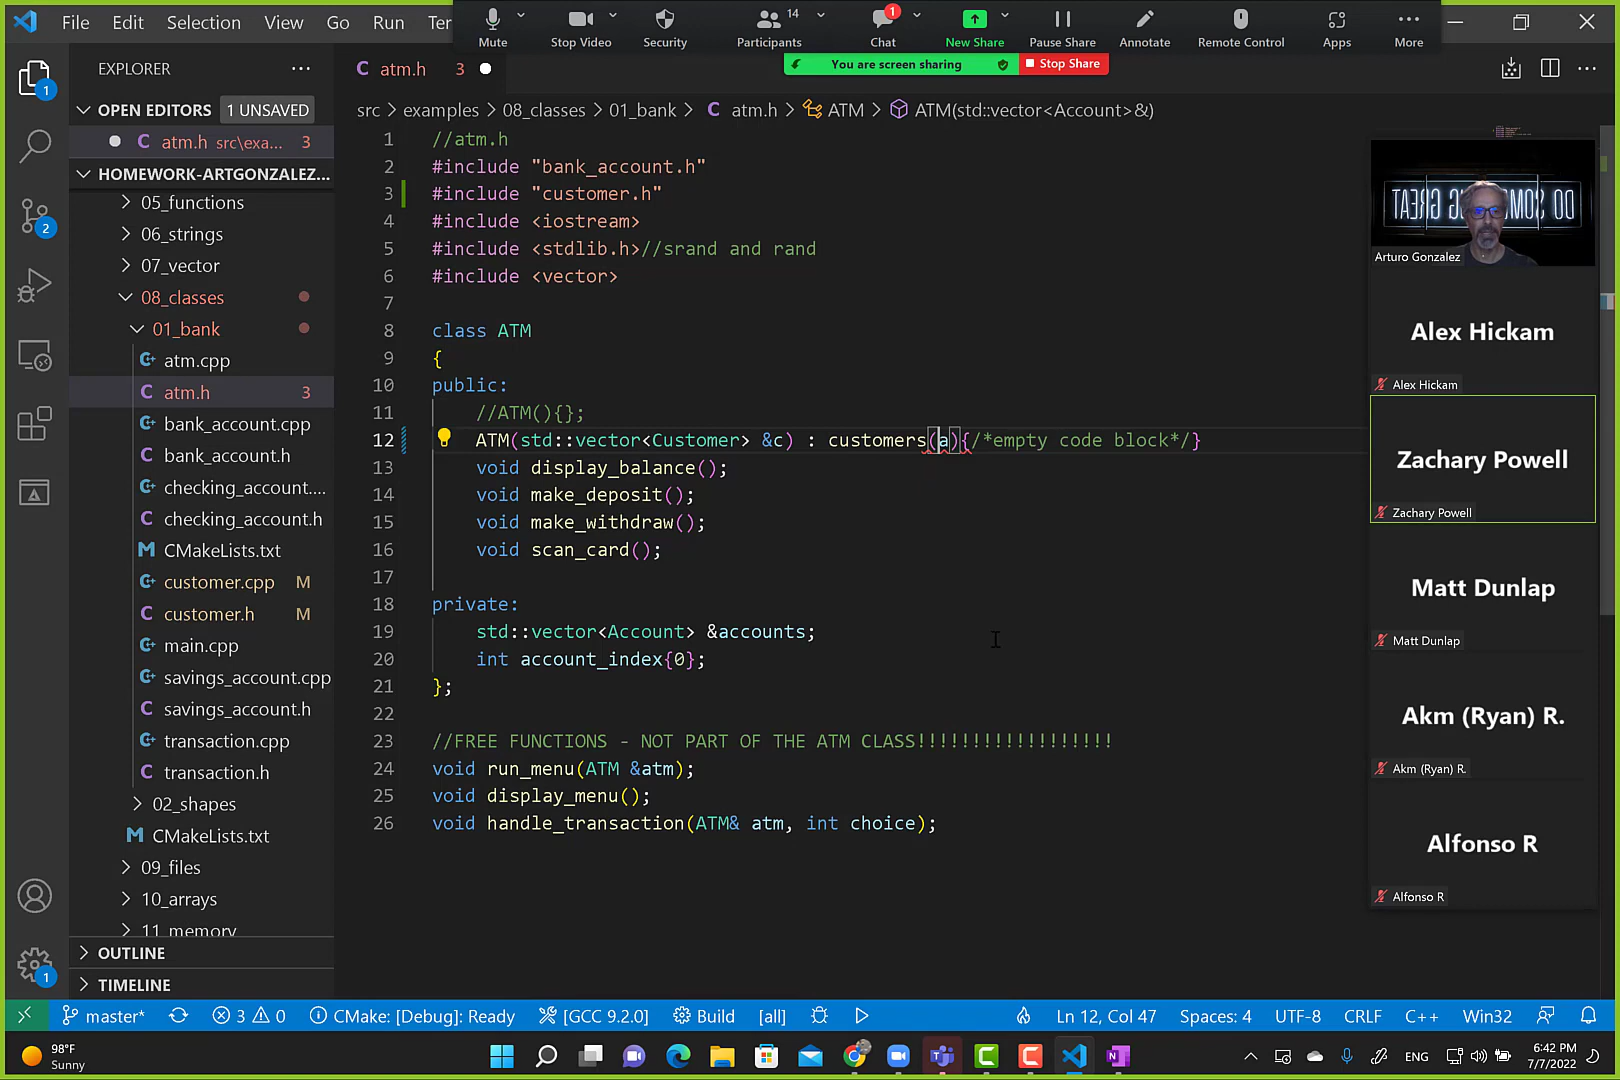 File Edit Selection View Go Run Ter
Mute Stop Video Security Participants 14 Chat 1 New Share Pause Share Annotate Remote Control Apps More
You are screen sharing Stop Share
EXPLORER
OPEN EDITORS 1 UNSAVED
atm.h src\exa... 3
HOMEWORK-ARTGONZALEZ...
05_functions
06_strings
07_vector
08_classes
01_bank
atm.cpp
atm.h 3
bank_account.cpp
bank_account.h
checking_account....
checking_account.h
CMakeLists.txt
customer.cpp M
customer.h M
main.cpp
savings_account.cpp
savings_account.h
transaction.cpp
transaction.h
02_shapes
CMakeLists.txt
09_files
10_arrays
11_memory
OUTLINE
TIMELINE
1
2
1
atm.h 3
src > examples > 08_classes > 01_bank > atm.h > ATM > ATM(std::vector<Account>&)
1 //atm.h
2 #include "bank_account.h"
3 #include "customer.h"
4 #include <iostream>
5 #include <stdlib.h>//srand and rand
6 #include <vector>
7
8 class ATM
9 {
10 public:
11 //ATM(){};
12 ATM(std::vector<Customer> &c) : customers(a){/*empty code block*/}
13 void display_balance();
14 void make_deposit();
15 void make_withdraw();
16 void scan_card();
17
18 private:
19 std::vector<Account> &accounts;
20 int account_index{0};
21 };
22
23 //FREE FUNCTIONS - NOT PART OF THE ATM CLASS!!!!!!!!!!!!!!!!!!
24 void run_menu(ATM &atm);
25 void display_menu();
26 void handle_transaction(ATM& atm, int choice);
Arturo Gonzalez
Alex Hickam
Alex Hickam
Zachary Powell
Zachary Powell
Matt Dunlap
Matt Dunlap
Akm (Ryan) R.
Akm (Ryan) R.
Alfonso R
Alfonso R
master* 3 0 CMake: [Debug]: Ready [GCC 9.2.0] Build [all] Ln 12, Col 47 Spaces: 4 UTF-8 CRLF C++ Win32
98°F
Sunny
ENG
6:42 PM
7/7/2022